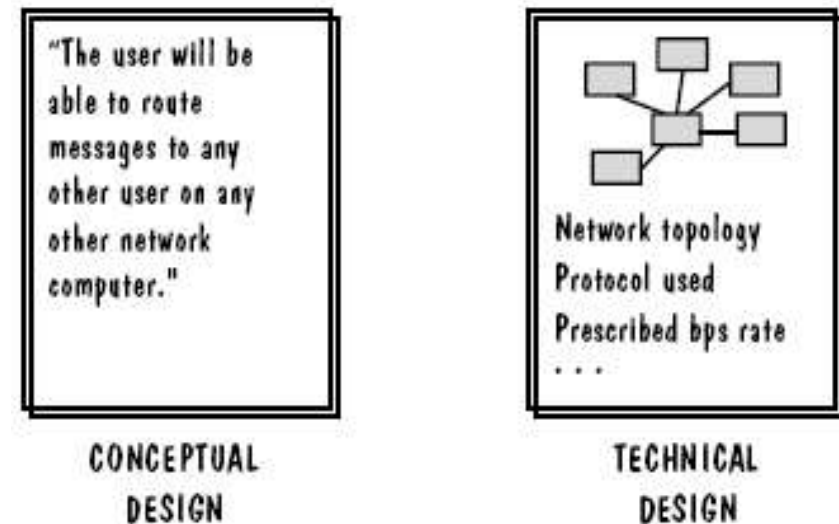 “The user will be
able to route
messages to any
other user on any
other network
computer."
CONCEPTUAL
DESIGN
Network topology
Protocol used
Prescribed bps rate
. . .
TECHNICAL
DESIGN